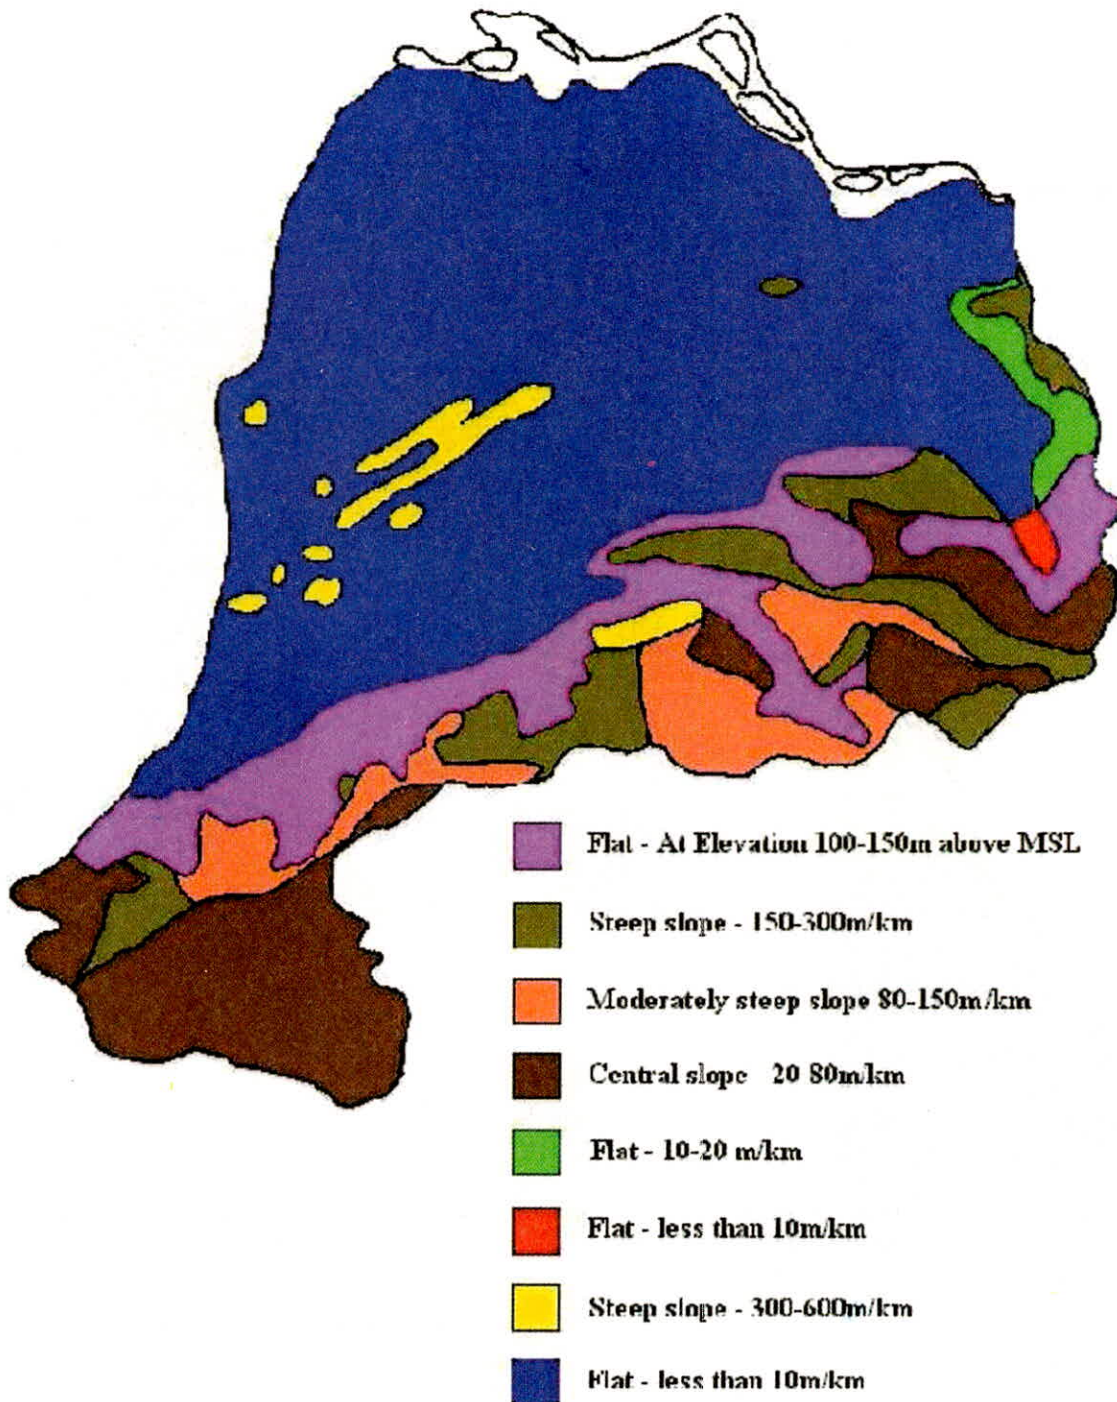 Flat - At Elevation 100-150m above MSL
Steep slope - 150-300m/km
Moderately steep slope 80-150m/km
Central slope 20 80m/km
Flat - 10-20 m/km
Flat - less than 10m/km
Steep slope - 300-600m/km
Flat - less than 10m/km